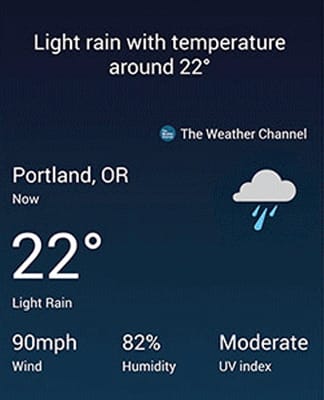 Light rain with temperature
around 22°
The Weather Channel
Portland, OR
Now
22°
Light Rain
90mph 82% Moderate
Wind Humidity UV index